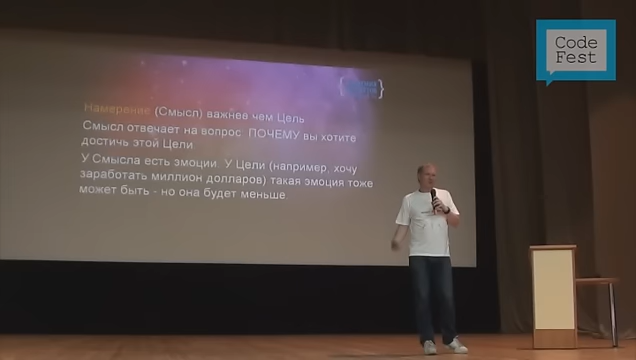 Code
Fest
Намерение (Смысл) важнее чем Цель
Смысл отвечает на вопрос ПОЧЕМУ вы хотите
достичь этой Цели
У Смысла есть эмоции. У Цели (например, хочу
заработать миллион долларов) такая эмоция тоже
может быть - но она будет меньше